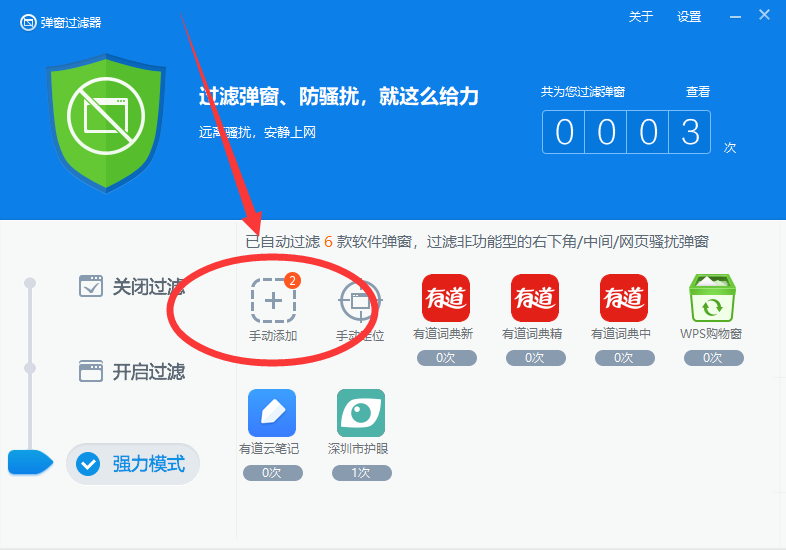 弹窗过滤器
关于 设置
过滤弹窗、防骚扰，就这么给力
远离骚扰，安静上网
共为您过滤弹窗 查看
0 0 0 3 次
已自动过滤 6 款软件弹窗，过滤非功能型的右下角/中间/网页骚扰弹窗
关闭过滤
开启过滤
强力模式
2
手动添加
手动定位
有道
有道词典新
0次
有道
有道词典精
0次
有道
有道词典中
0次
WPS购物窗
0次
有道云笔记
0次
深圳市护眼
1次